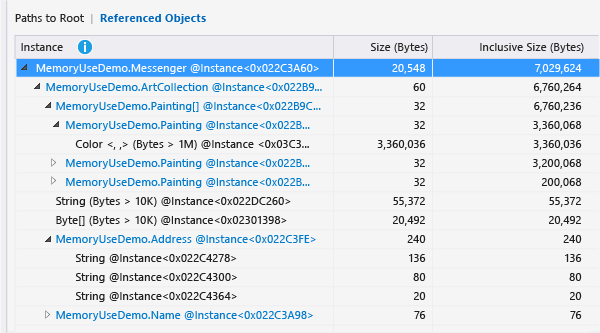 Paths to Root | Referenced Objects
Instance i Size (Bytes) Inclusive Size (Bytes)
MemoryUseDemo.Messenger @Instance<0x022C3A60> 20,548 7,029,624
MemoryUseDemo.ArtCollection @Instance<0x022B9... 60 6,760,264
MemoryUseDemo.Painting[] @Instance<0x022B9C... 32 6,760,236
MemoryUseDemo.Painting @Instance<0x022B... 32 3,360,068
Color <, ,> (Bytes > 1M) @Instance <0x03C3... 3,360,036 3,360,036
MemoryUseDemo.Painting @Instance<0x022B... 32 3,200,068
MemoryUseDemo.Painting @Instance<0x022B... 32 200,068
String (Bytes > 10K) @Instance<0x022DC260> 55,372 55,372
Byte[] (Bytes > 10K) @Instance<0x02301398> 20,492 20,492
MemoryUseDemo.Address @Instance<0x022C3FE> 240 240
String @Instance<0x022C4278> 136 136
String @Instance<0x022C4300> 80 80
String @Instance<0x022C4364> 20 20
MemoryUseDemo.Name @Instance<0x022C3A98> 76 76